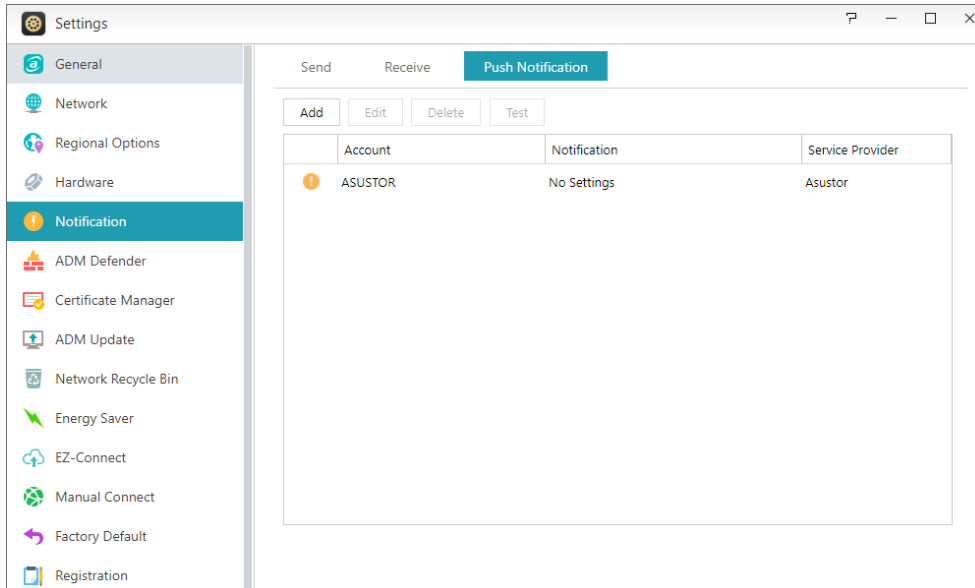 Settings
General
Network
Regional Options
Hardware
Notification
ADM Defender
Certificate Manager
ADM Update
Network Recycle Bin
Energy Saver
EZ-Connect
Manual Connect
Factory Default
Registration
Send Receive Push Notification
Add Edit Delete Test
Account Notification Service Provider
ASUSTOR No Settings Asustor